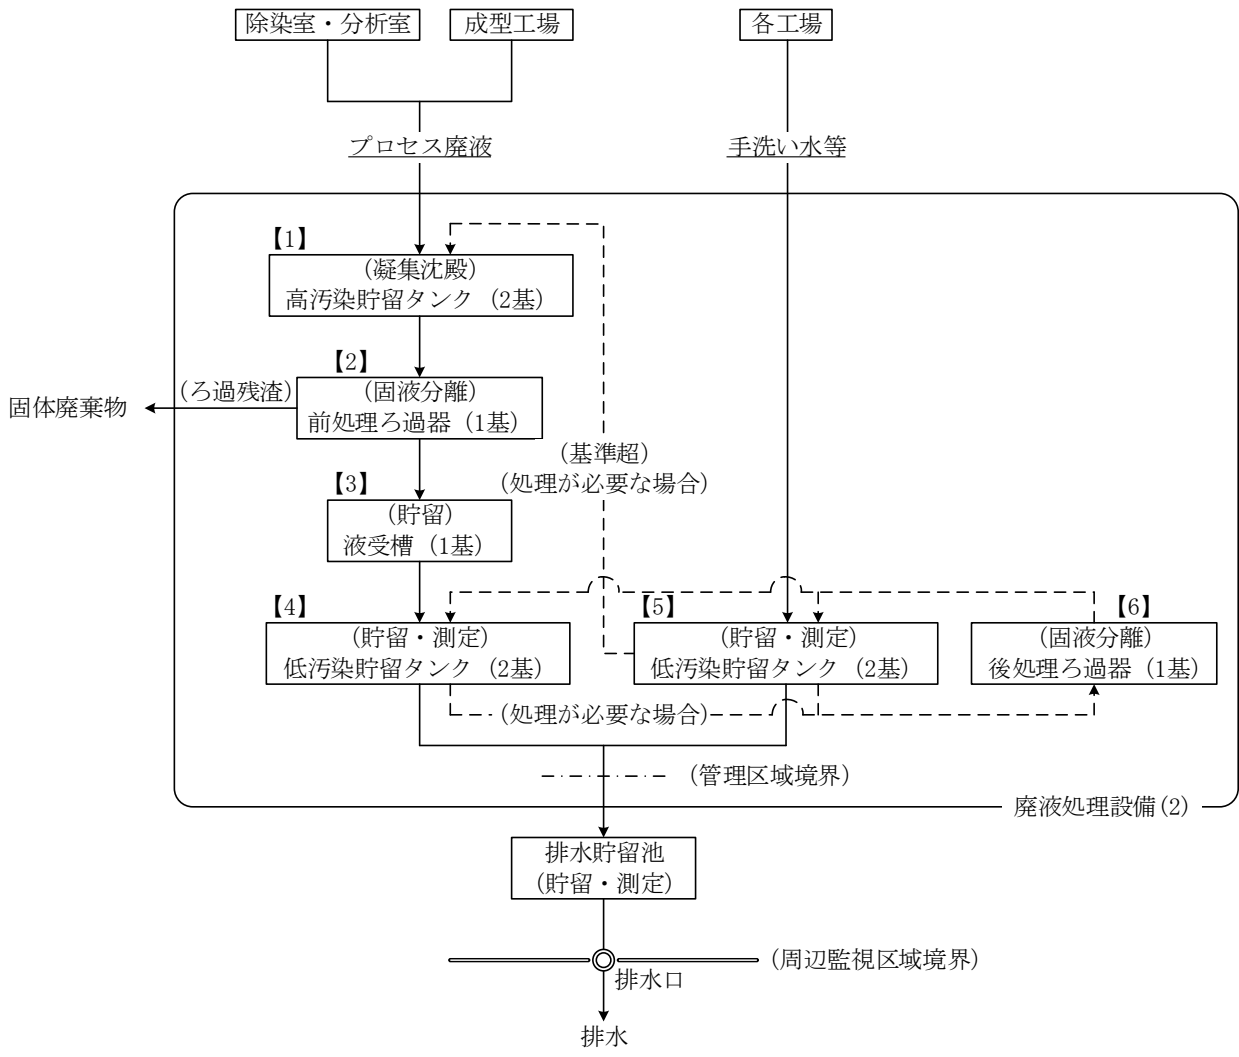 除染室・分析室
成型工場
各工場
プロセス廃液
手洗い水等
【1】
(凝集沈殿)
高汚染貯留タンク (2基)
【2】
(固液分離)
前処理ろ過器 (1基)
(ろ過残渣)
固体廃棄物
(基準超)
(処理が必要な場合)
【3】
(貯留)
液受槽 (1基)
【4】
(貯留・測定)
低汚染貯留タンク (2基)
【5】
(貯留・測定)
低汚染貯留タンク (2基)
【6】
(固液分離)
後処理ろ過器 (1基)
(処理が必要な場合)
(管理区域境界)
廃液処理設備(2)
排水貯留池
(貯留・測定)
(周辺監視区域境界)
排水口
排水